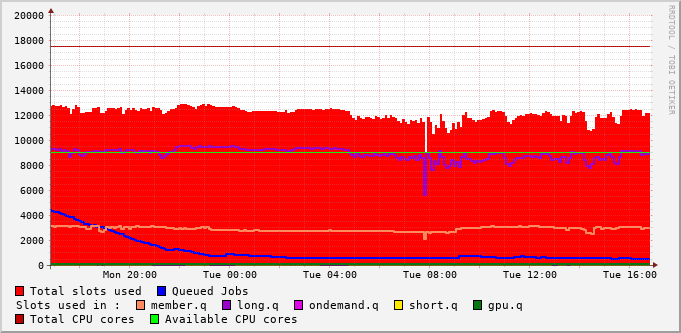 20000
18000
16000
14000
12000
10000
8000
6000
4000
2000
0
Mon 20:00 Tue 00:00 Tue 04:00 Tue 08:00 Tue 12:00 Tue 16:00
Total slots used Queued Jobs
Slots used in : member.q long.q ondemand.q short.q gpu.q
Total CPU cores Available CPU cores
RRDTOOL / TOBI OETIKER